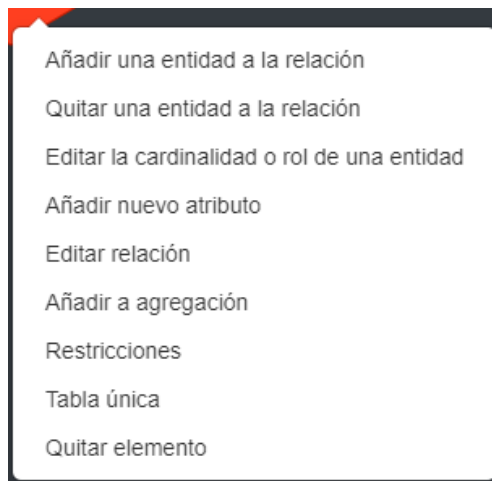 Añadir una entidad a la relación
Quitar una entidad a la relación
Editar la cardinalidad o rol de una entidad
Añadir nuevo atributo
Editar relación
Añadir a agregación
Restricciones
Tabla única
Quitar elemento